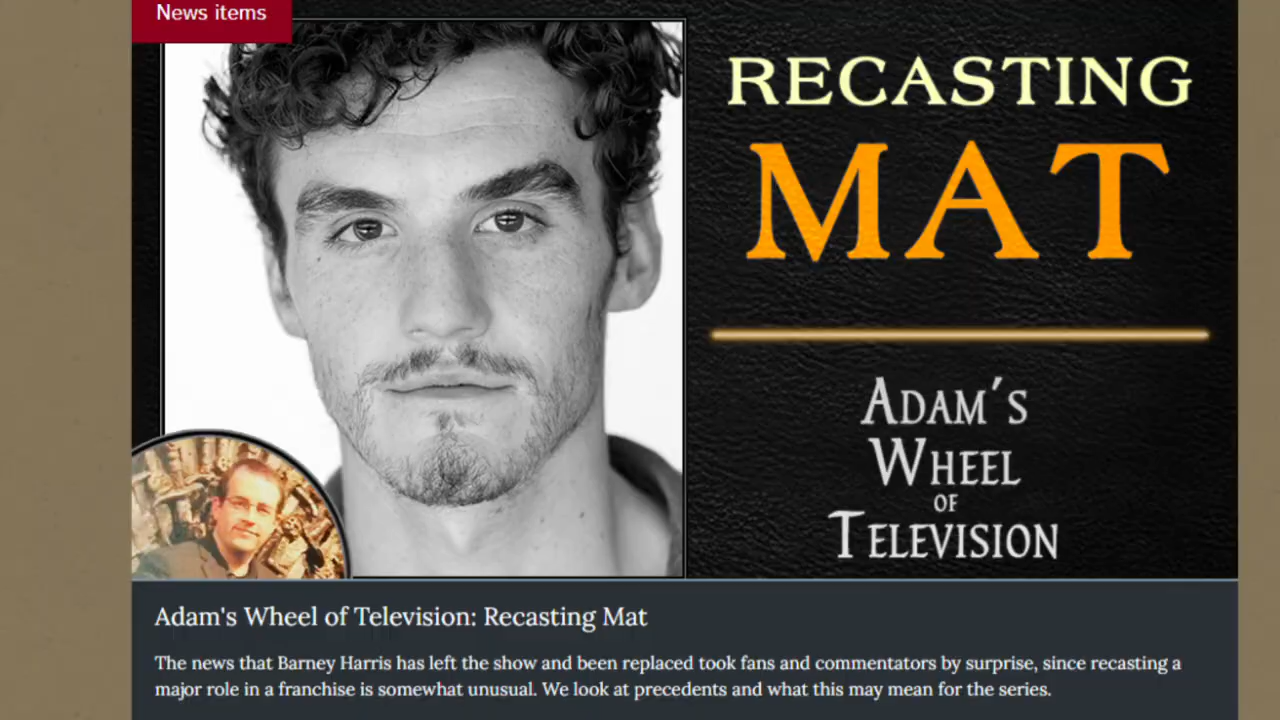 News items
RECASTING
MAT
ADAM'S
WHEEL
OF
TELEVISION
Adam's Wheel of Television: Recasting Mat
The news that Barney Harris has left the show and been replaced took fans and commentators by surprise, since recasting a
major role in a franchise is somewhat unusual. We look at precedents and what this may mean for the series.